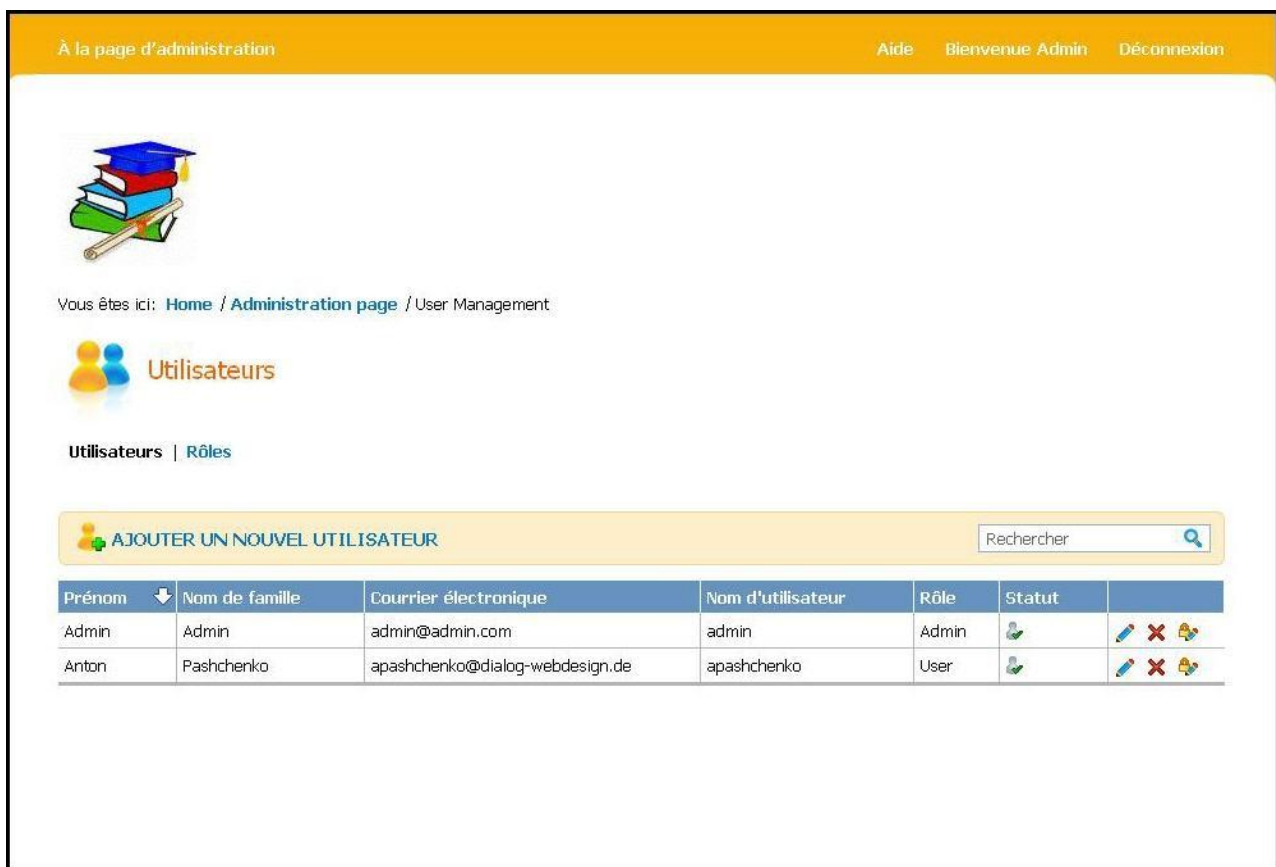 À la page d'administration Aide Bienvenue Admin Déconnexion
Vous êtes ici: Home / Administration page / User Management
Utilisateurs
Utilisateurs | Rôles
AJOUTER UN NOUVEL UTILISATEUR Rechercher
Prénom Nom de famille Courrier électronique Nom d'utilisateur Rôle Statut
Admin Admin admin@admin.com admin Admin
Anton Pashchenko apashchenko@dialog-webdesign.de apashchenko User